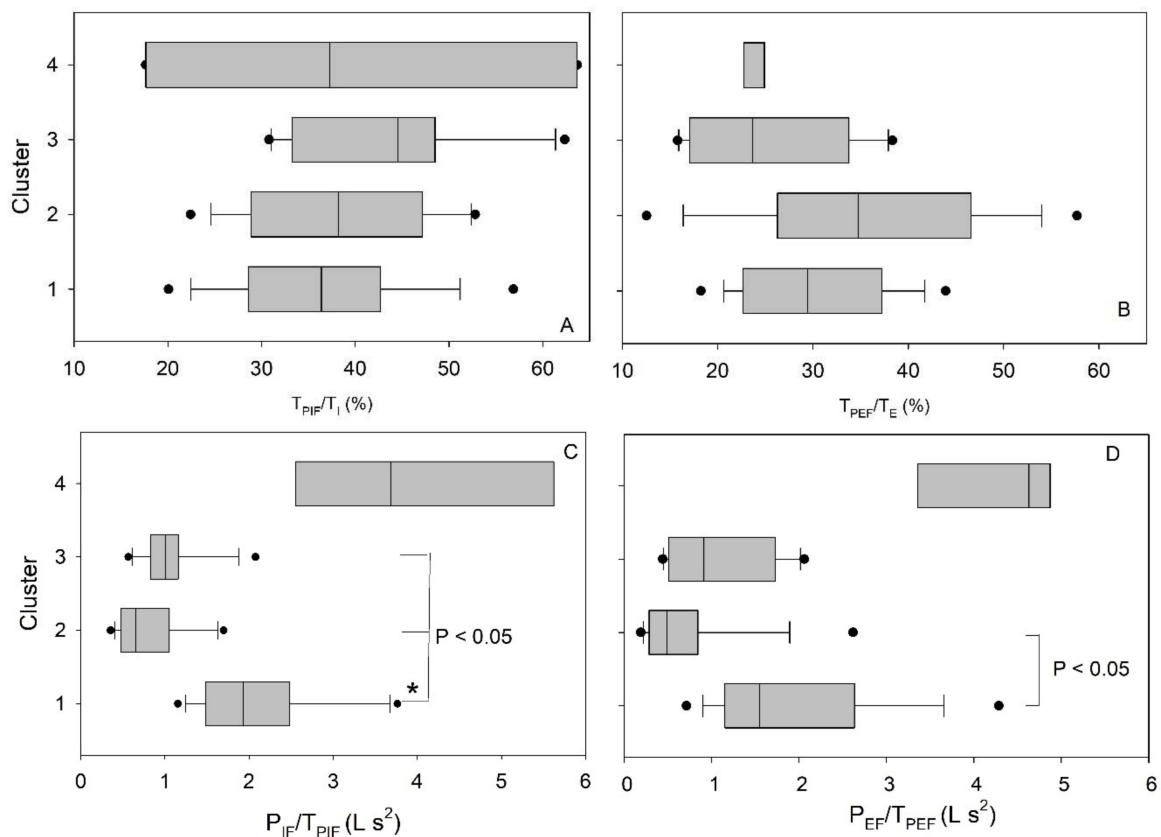 4
3
2
1
Cluster
A
10 20 30 40 50 60
T_PIF/T_I (%)
B
10 20 30 40 50 60
T_PEF/T_E (%)
4
3
2
1
Cluster
C
P < 0.05
*
0 1 2 3 4 5 6
P_IF/T_PIF (L s²)
D
P < 0.05
0 1 2 3 4 5 6
P_EF/T_PEF (L s²)